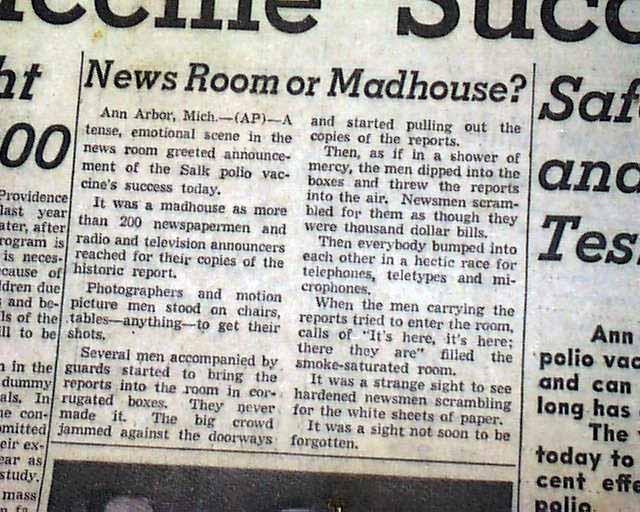 Succ
News Room or Madhouse?
Ann Arbor, Mich.—(AP)—A
tense, emotional scene in the
news room greeted announce-
ment of the Salk polio vac-
cine's success today.
It was a madhouse as more
than 200 newspapermen and
radio and television announcers
reached for their copies of the
historic report.
Photographers and motion
picture men stood on chairs,
tables—anything—to get their
shots.
Several men accompanied by
guards started to bring the
reports into the room in cor-
rugated boxes. They never
made it. The big crowd
jammed against the doorways
and started pulling out the
copies of the reports.
Then, as if in a shower of
mercy, the men dipped into the
boxes and threw the reports
into the air. Newsmen scram-
bled for them as though they
were thousand dollar bills.
Then everybody bumped into
each other in a hectic race for
telephones, teletypes and mi-
crophones.
When the men carrying the
reports tried to enter the room,
calls of "It's here, it's here;
there they are" filled the
smoke-saturated room.
It was a strange sight to see
hardened newsmen scrambling
for the white sheets of paper.
It was a sight not soon to be
forgotten.
ht
00
Providence
last year
ater, after
rogram is
is neces-
cause of
ldren due
and be-
ls of the
ill to be
n in the
dummy
als. In
he con-
omitted
eir ex-
ear as
study.
mass
Saf
and
Tes
Ann
polio vac
and can
long has
The
today to
cent effe
polio